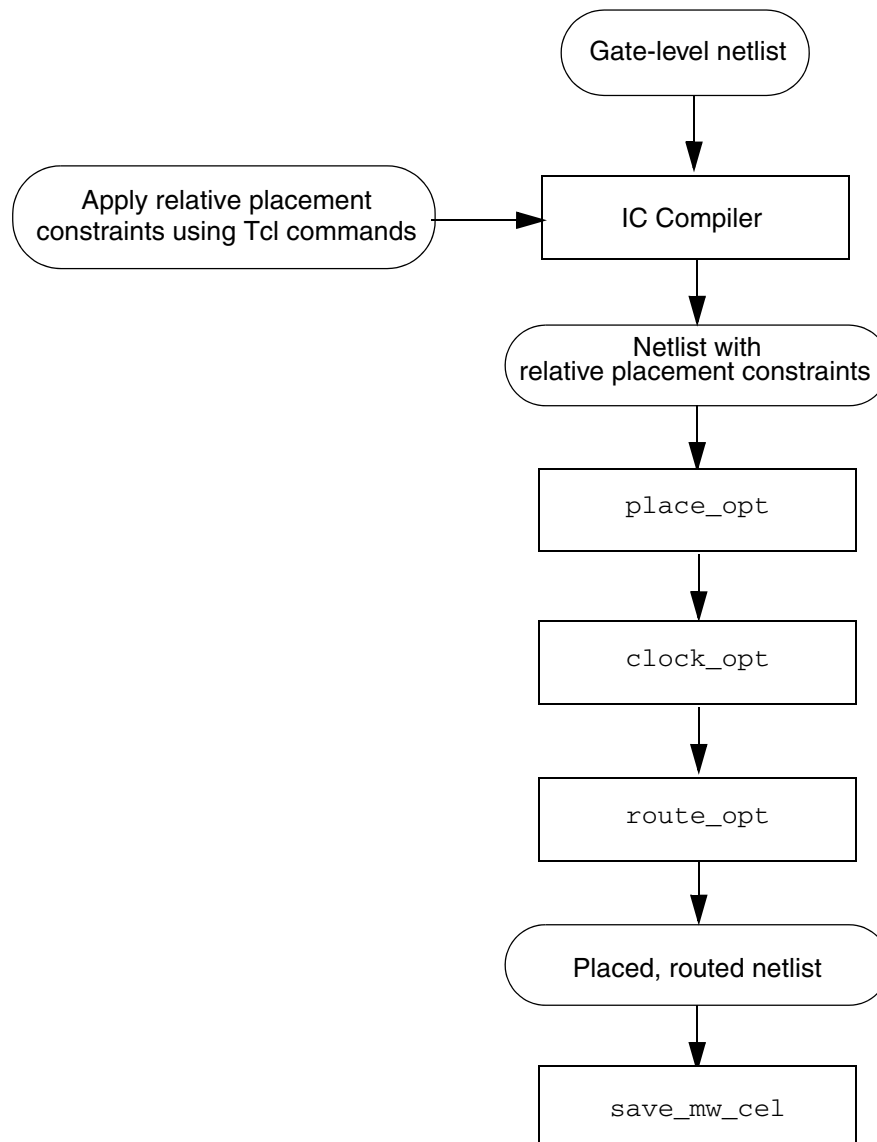 Gate-level netlist
Apply relative placement
constraints using Tcl commands
IC Compiler
Netlist with
relative placement constraints
place_opt
clock_opt
route_opt
Placed, routed netlist
save_mw_cel